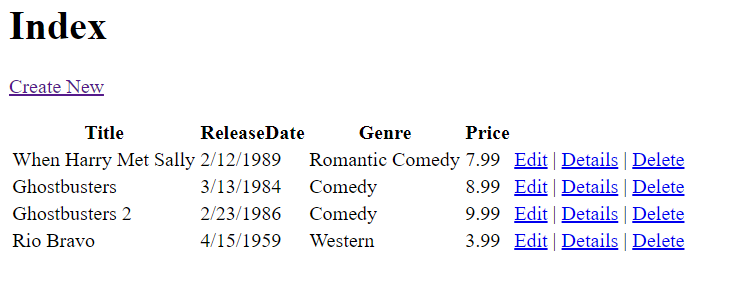 Index
Create New
Title ReleaseDate Genre Price
When Harry Met Sally 2/12/1989 Romantic Comedy 7.99 Edit | Details | Delete
Ghostbusters 3/13/1984 Comedy 8.99 Edit | Details | Delete
Ghostbusters 2 2/23/1986 Comedy 9.99 Edit | Details | Delete
Rio Bravo 4/15/1959 Western 3.99 Edit | Details | Delete